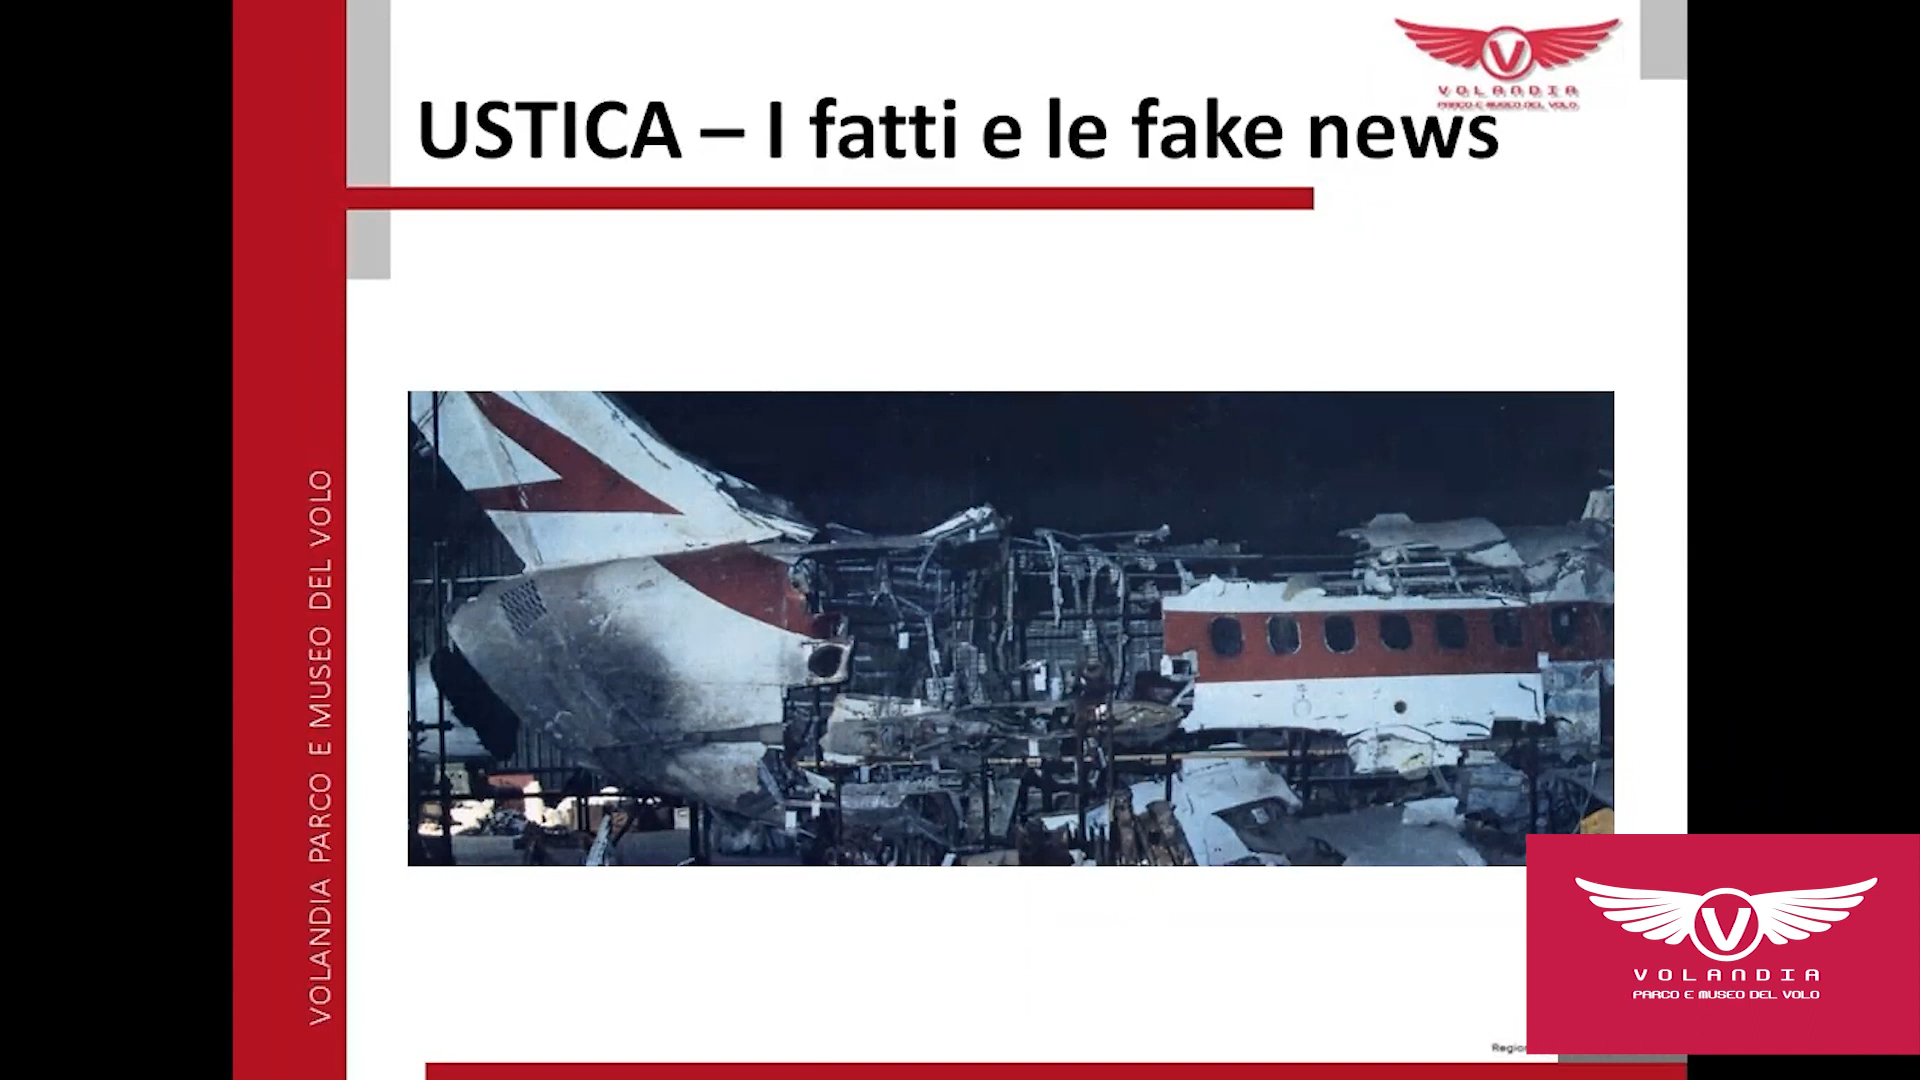 VOLANDIA
PARCO E MUSEO DEL VOLO
USTICA – I fatti e le fake news
VOLANDIA PARCO E MUSEO DEL VOLO
VOLANDIA
PARCO E MUSEO DEL VOLO